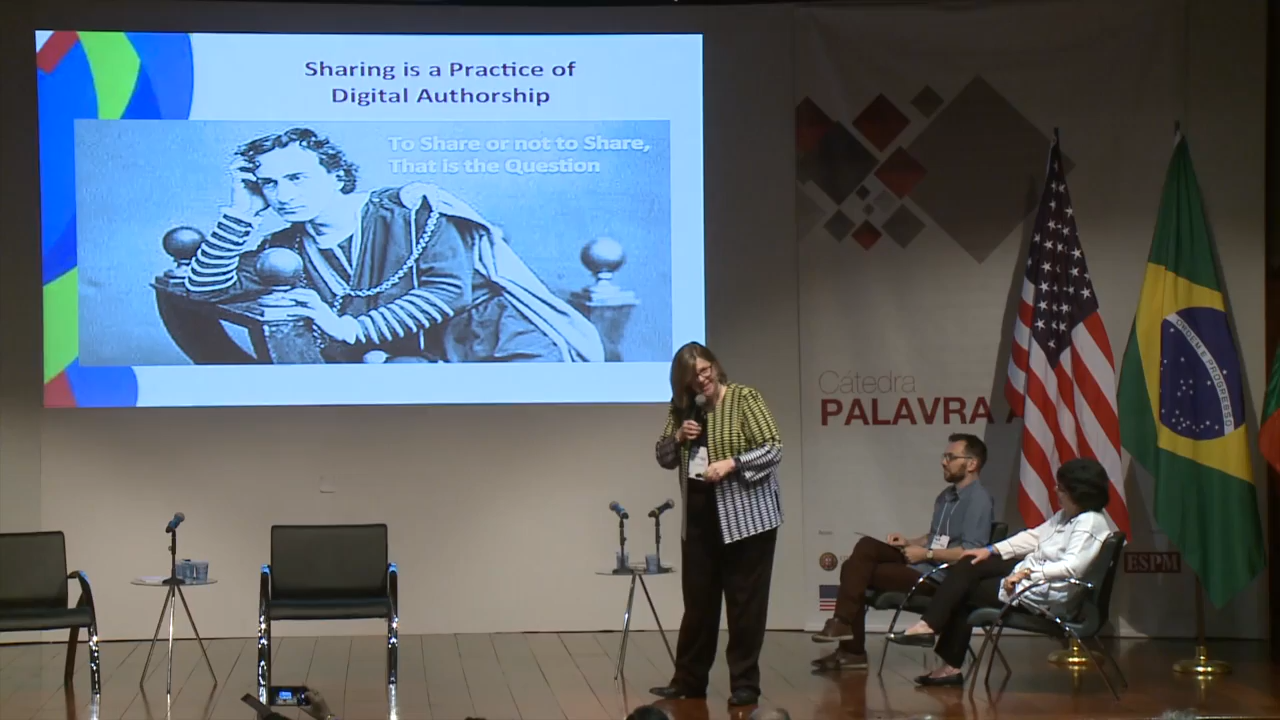 Sharing is a Practice of
Digital Authorship
To Share or not to Share,
That is the Question
Cátedra
PALAVRA
ORDEM E PROGRESSO
ESPM